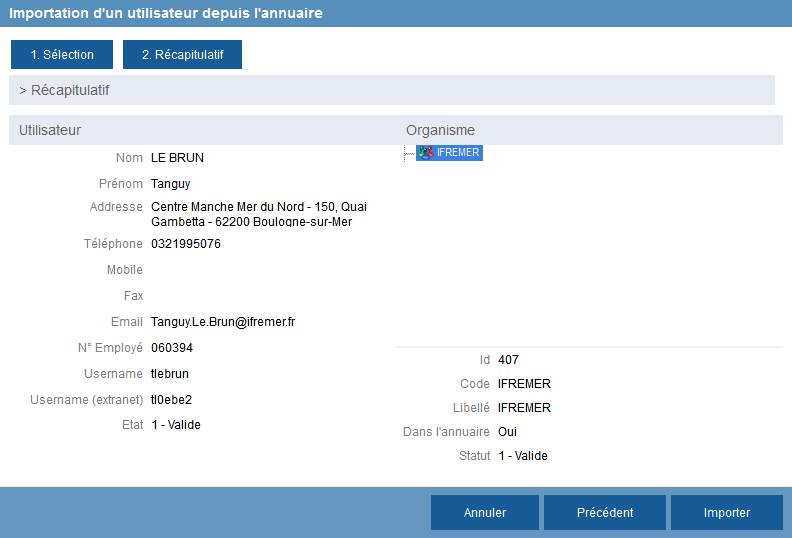 Importation d'un utilisateur depuis l'annuaire
1. Sélection
2. Récapitulatif
> Récapitulatif
Utilisateur
Nom LE BRUN
Prénom Tanguy
Addresse Centre Manche Mer du Nord - 150, Quai
Gambetta - 62200 Boulogne-sur-Mer
Téléphone 0321995076
Mobile
Fax
Email Tanguy.Le.Brun@ifremer.fr
N° Employé 060394
Username tlebrun
Username (extranet) tl0ebe2
Etat 1 - Valide
Organisme
IFREMER
Id 407
Code IFREMER
Libellé IFREMER
Dans l'annuaire Oui
Statut 1 - Valide
Annuler
Précédent
Importer